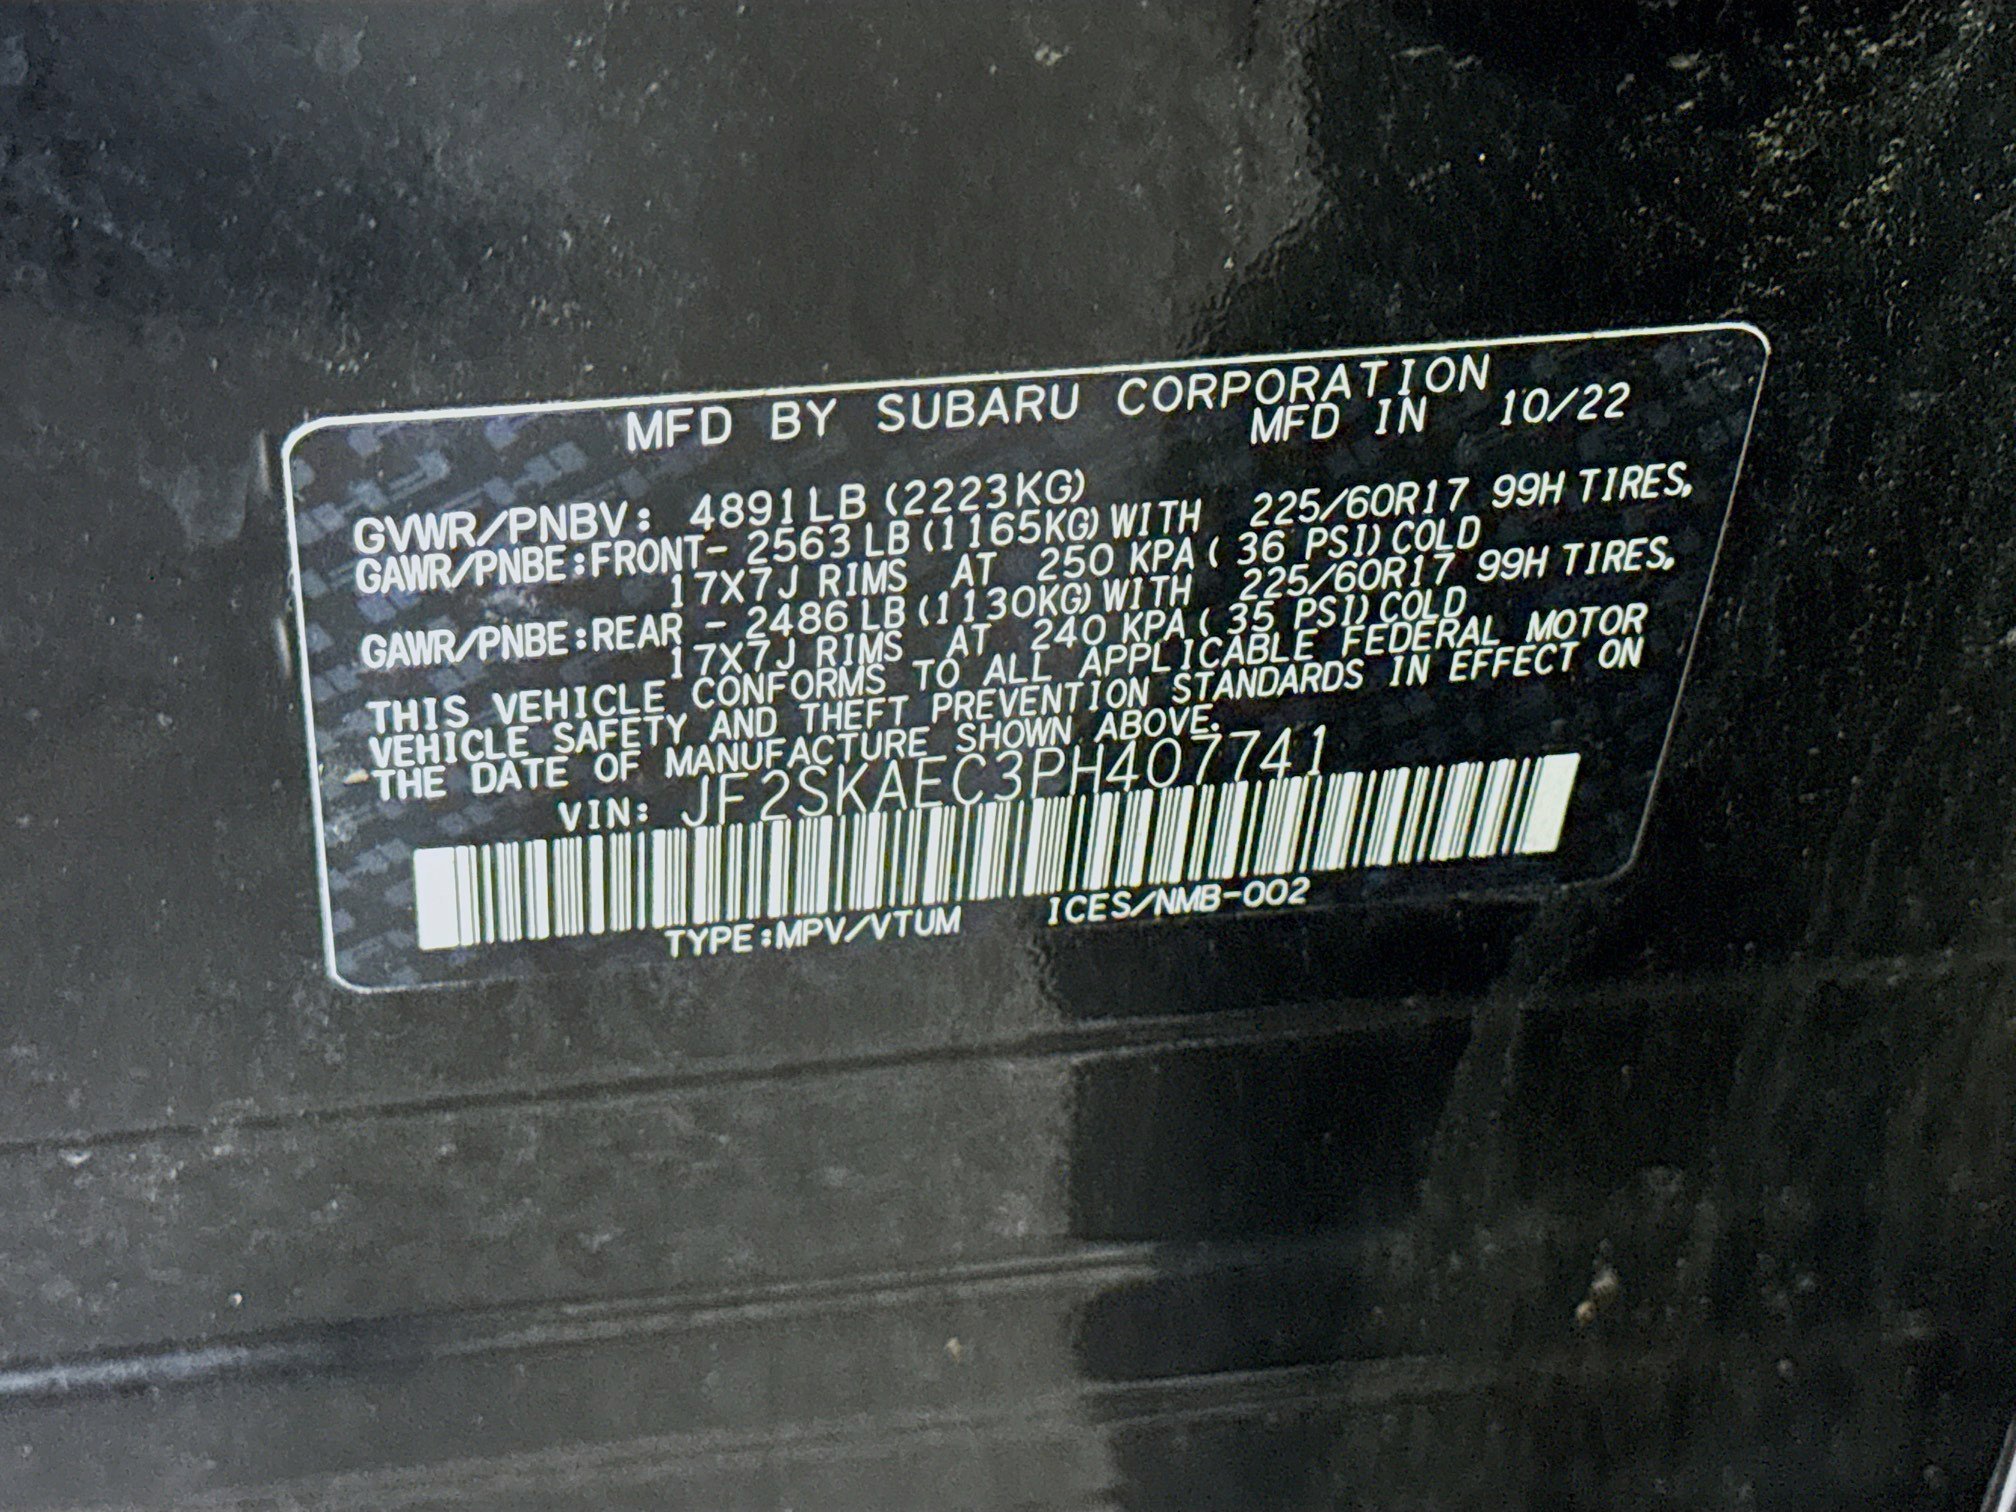 MFD BY SUBARU CORPORATION
MFD IN 10/22
GVWR/PNBV: 4891LB (2223KG)
GAWR/PNBE:FRONT- 2563 LB (1165KG) WITH 225/60R17 99H TIRES,
17X7J RIMS AT 250 KPA ( 36 PSI) COLD
GAWR/PNBE:REAR - 2486 LB (1130KG) WITH 225/60R17 99H TIRES,
17X7J RIMS AT 240 KPA ( 35 PSI) COLD
THIS VEHICLE CONFORMS TO ALL APPLICABLE FEDERAL MOTOR
VEHICLE SAFETY AND THEFT PREVENTION STANDARDS IN EFFECT ON
THE DATE OF MANUFACTURE SHOWN ABOVE.
VIN: JF2SKAEC3PH407741
TYPE:MPV/VTUM ICES/NMB-002